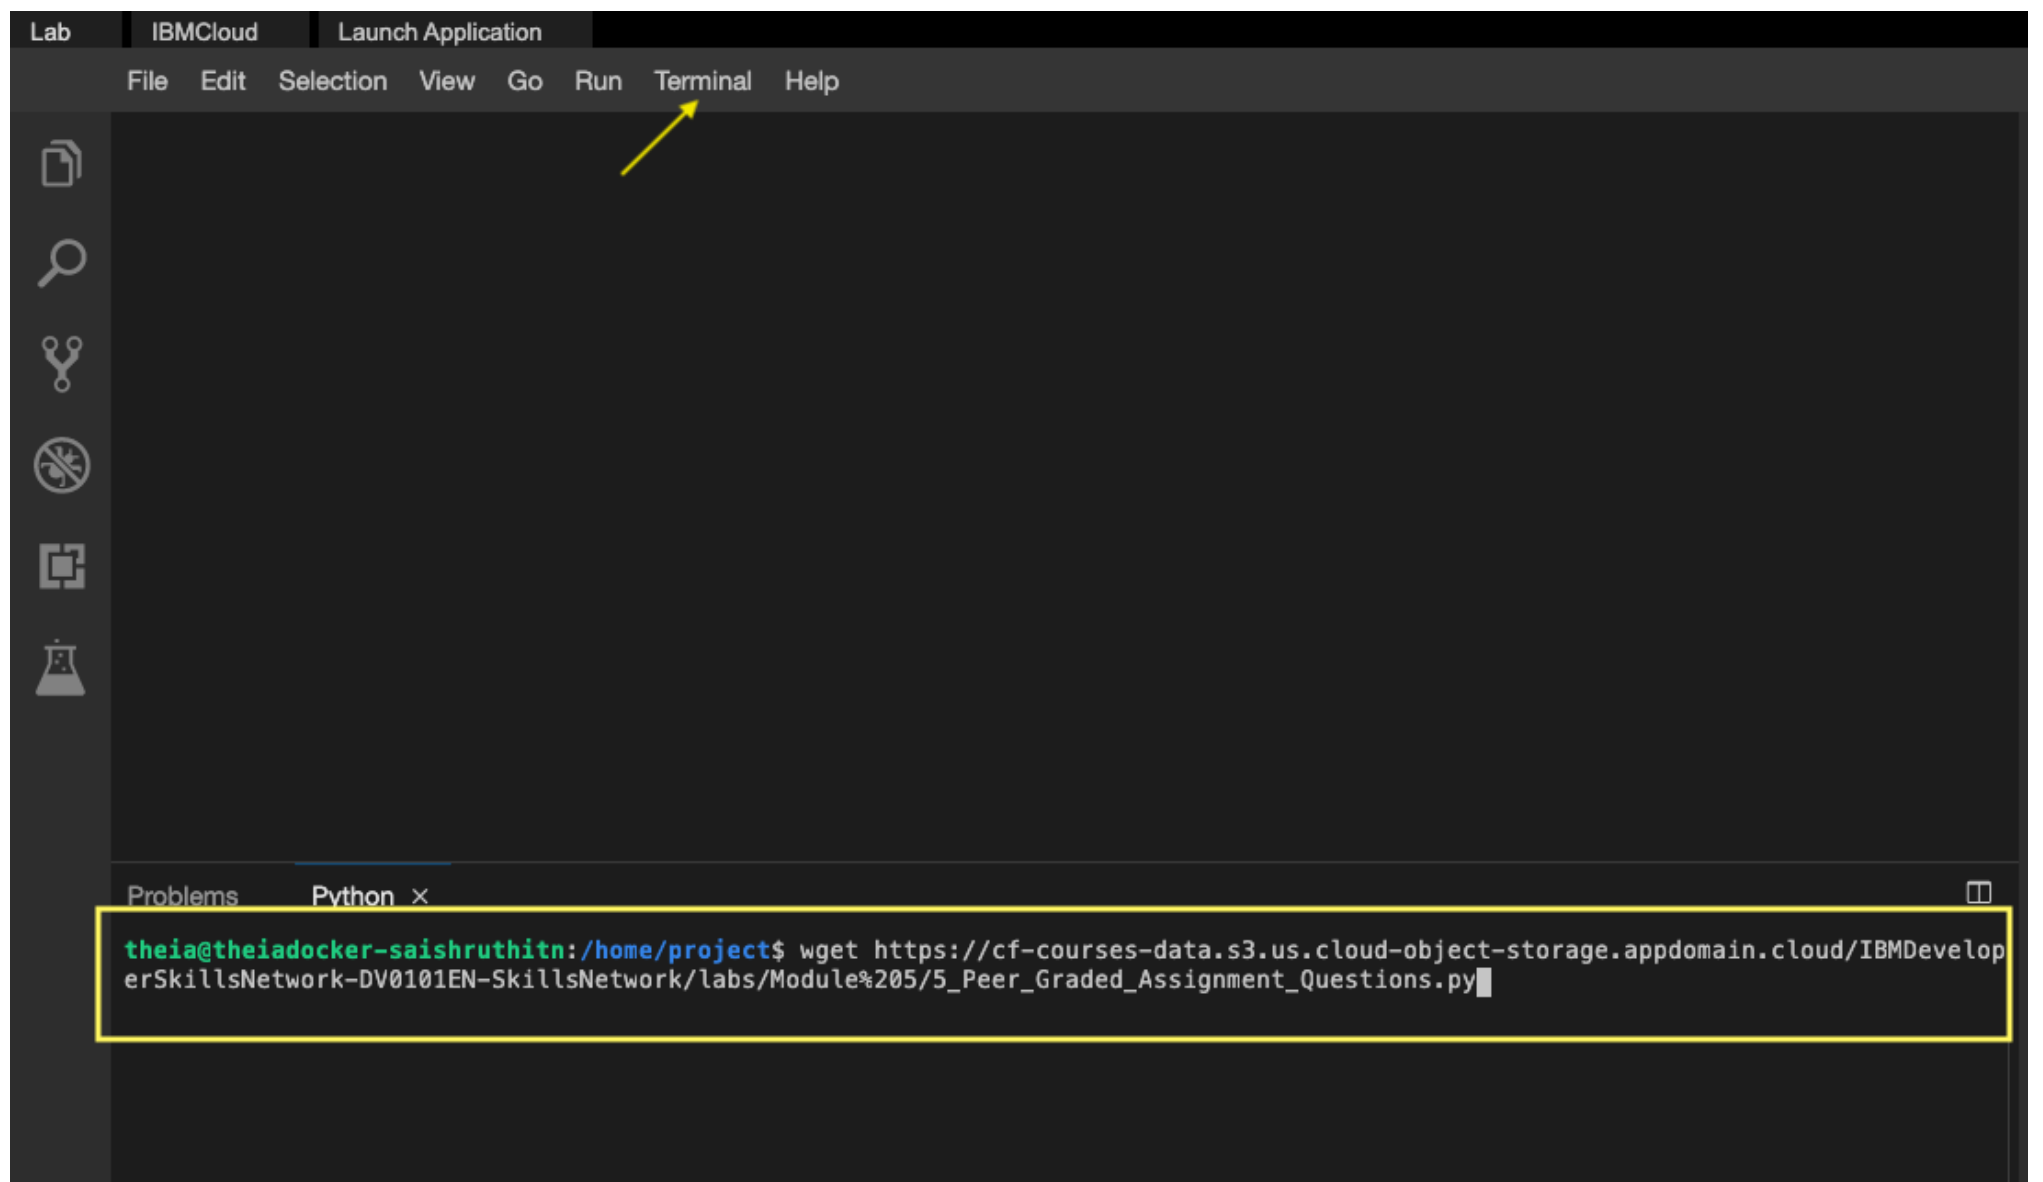 Lab IBMCloud Launch Application
File Edit Selection View Go Run Terminal Help
Problems Python ×
theia@theiadocker-saishruthitn:/home/project$ wget https://cf-courses-data.s3.us.cloud-object-storage.appdomain.cloud/IBMDevelop
erSkillsNetwork-DV0101EN-SkillsNetwork/labs/Module%205/5_Peer_Graded_Assignment_Questions.py